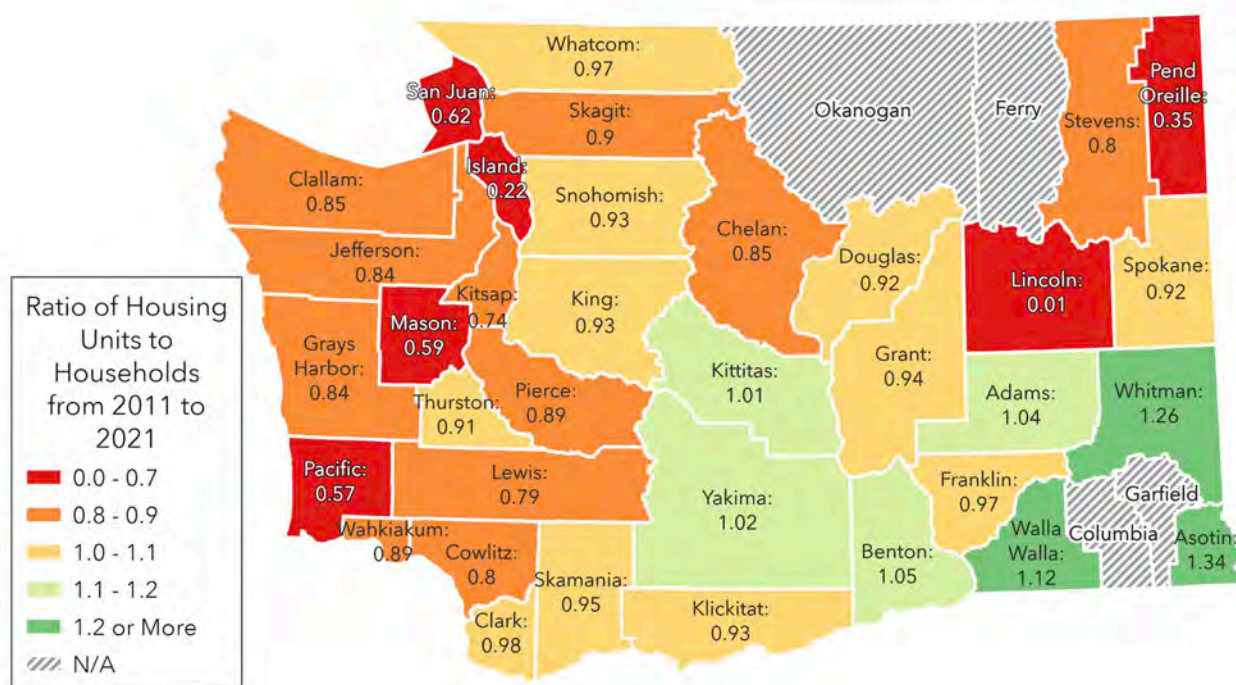 Whatcom:
0.97
San Juan:
0.62
Skagit:
0.9
Okanogan
Ferry
Stevens:
0.8
Pend
Oreille:
0.35
Island:
0.22
Clallam:
0.85
Snohomish:
0.93
Chelan:
0.85
Jefferson:
0.84
Douglas:
0.92
Lincoln:
0.01
Spokane:
0.92
Kitsap:
0.74
King:
0.93
Mason:
0.59
Grays
Harbor:
0.84
Grant:
0.94
Kittitas:
1.01
Adams:
1.04
Whitman:
1.26
Pierce:
0.89
Thurston:
0.91
Pacific:
0.57
Lewis:
0.79
Yakima:
1.02
Franklin:
0.97
Garfield
Columbia
Wahkiakum:
0.89
Cowlitz:
0.8
Skamania:
0.95
Benton:
1.05
Walla
Walla:
1.12
Asotin:
1.34
Clark:
0.98
Klickitat:
0.93
Ratio of Housing
Units to
Households
from 2011 to
2021
0.0 - 0.7
0.8 - 0.9
1.0 - 1.1
1.1 - 1.2
1.2 or More
N/A